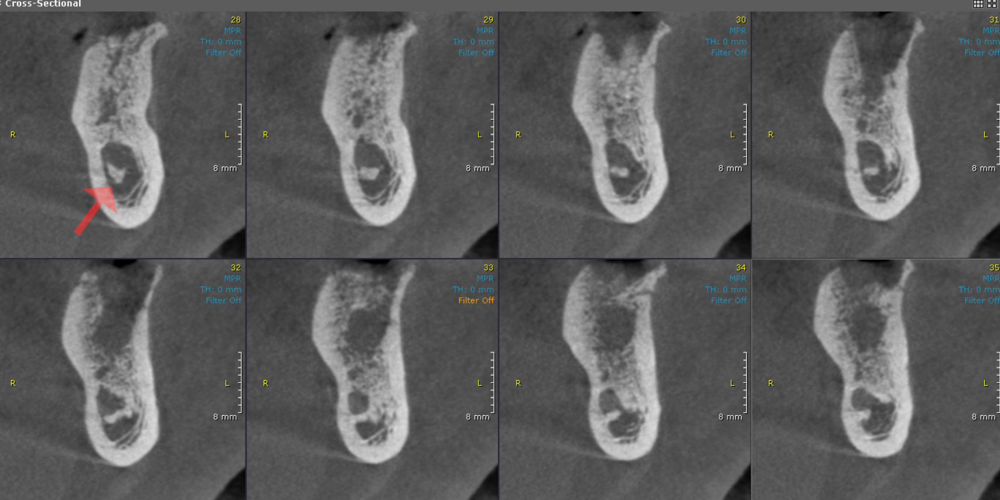 Cross-Sectional
28
MPR
TH: 0 mm
Filter Off
R
L
8 mm
29
MPR
TH: 0 mm
Filter Off
R
L
8 mm
30
MPR
TH: 0 mm
Filter Off
R
L
8 mm
31
MPR
TH: 0 mm
Filter Off
R
L
8 mm
32
MPR
TH: 0 mm
Filter Off
R
L
8 mm
33
MPR
TH: 0 mm
Filter Off
R
L
8 mm
34
MPR
TH: 0 mm
Filter Off
R
L
8 mm
35
MPR
TH: 0 mm
Filter Off
R
L
8 mm